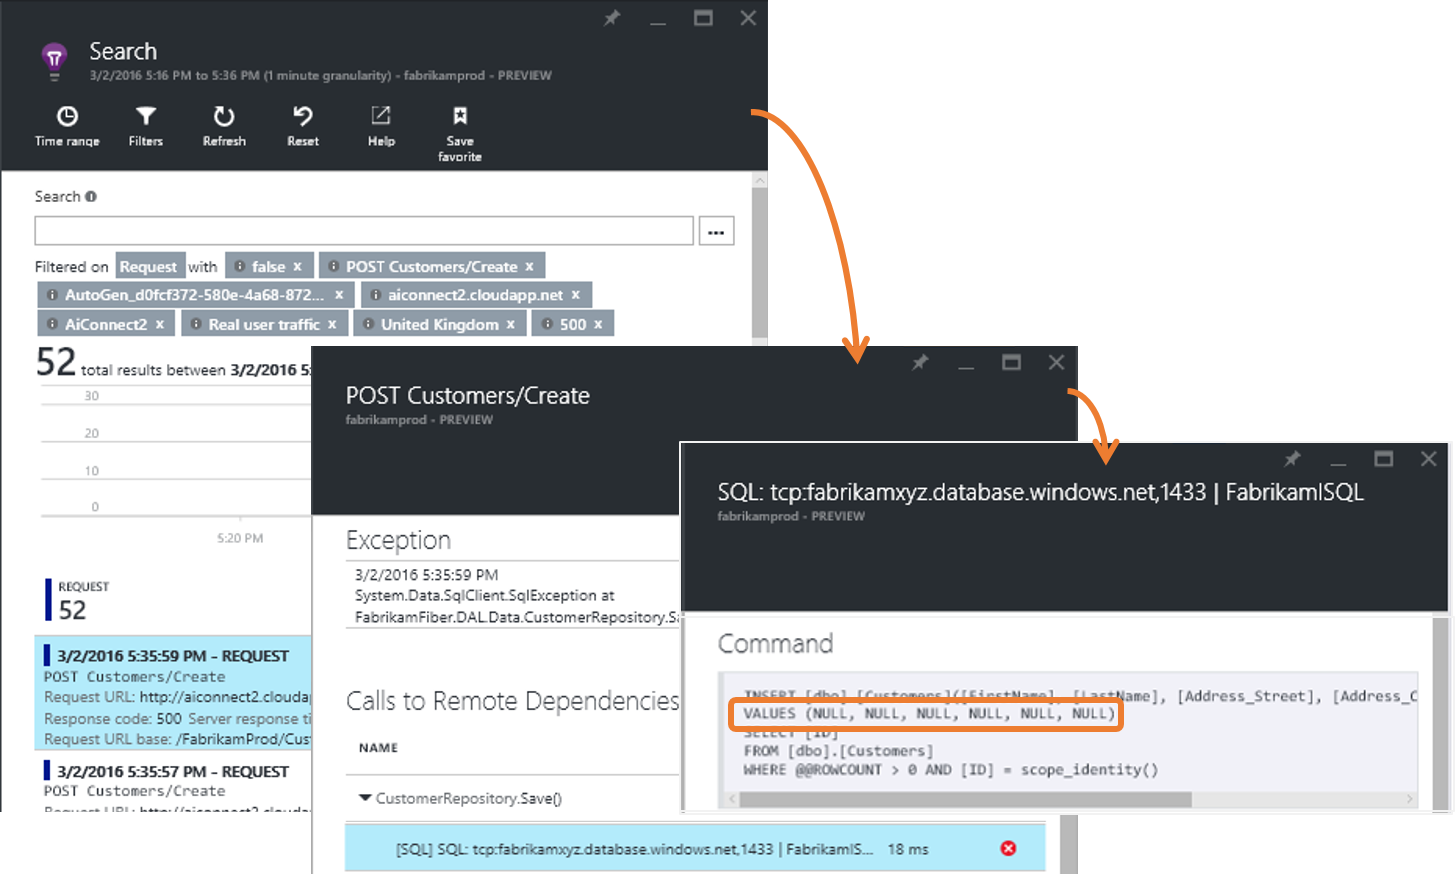 Search
3/2/2016 5:16 PM to 5:36 PM (1 minute granularity) - fabrikamprod - PREVIEW
Time range Filters Refresh Reset Help Save favorite
Search
...
Filtered on Request with false x POST Customers/Create x
AutoGen_d0fcf372-580e-4a68-872... x aiconnect2.cloudapp.net x
AiConnect2 x Real user traffic x United Kingdom x 500 x
52 total results between 3/2/2016 5:
30
20
10
0
5:20 PM
REQUEST
52
3/2/2016 5:35:59 PM - REQUEST
POST Customers/Create
Request URL: http://aiconnect2.cloudap
Response code: 500 Server response ti
Request URL base: /FabrikamProd/Cus
3/2/2016 5:35:57 PM - REQUEST
POST Customers/Create
Request URL: http://aiconnect2.clouda
POST Customers/Create
fabrikamprod - PREVIEW
Exception
3/2/2016 5:35:59 PM
System.Data.SqlClient.SqlException at
FabrikamFiber.DAL.Data.CustomerRepository.Sa
Calls to Remote Dependencies
NAME
CustomerRepository.Save()
[SQL] SQL: tcp:fabrikamxyz.database.windows.net,1433 | FabrikamIS... 18 ms
SQL: tcp:fabrikamxyz.database.windows.net,1433 | FabrikamISQL
fabrikamprod - PREVIEW
Command
INSERT [dbo].[Customers]([FirstName], [LastName], [Address_Street], [Address_C
VALUES (NULL, NULL, NULL, NULL, NULL, NULL)
SELECT [ID]
FROM [dbo].[Customers]
WHERE @@ROWCOUNT > 0 AND [ID] = scope_identity()